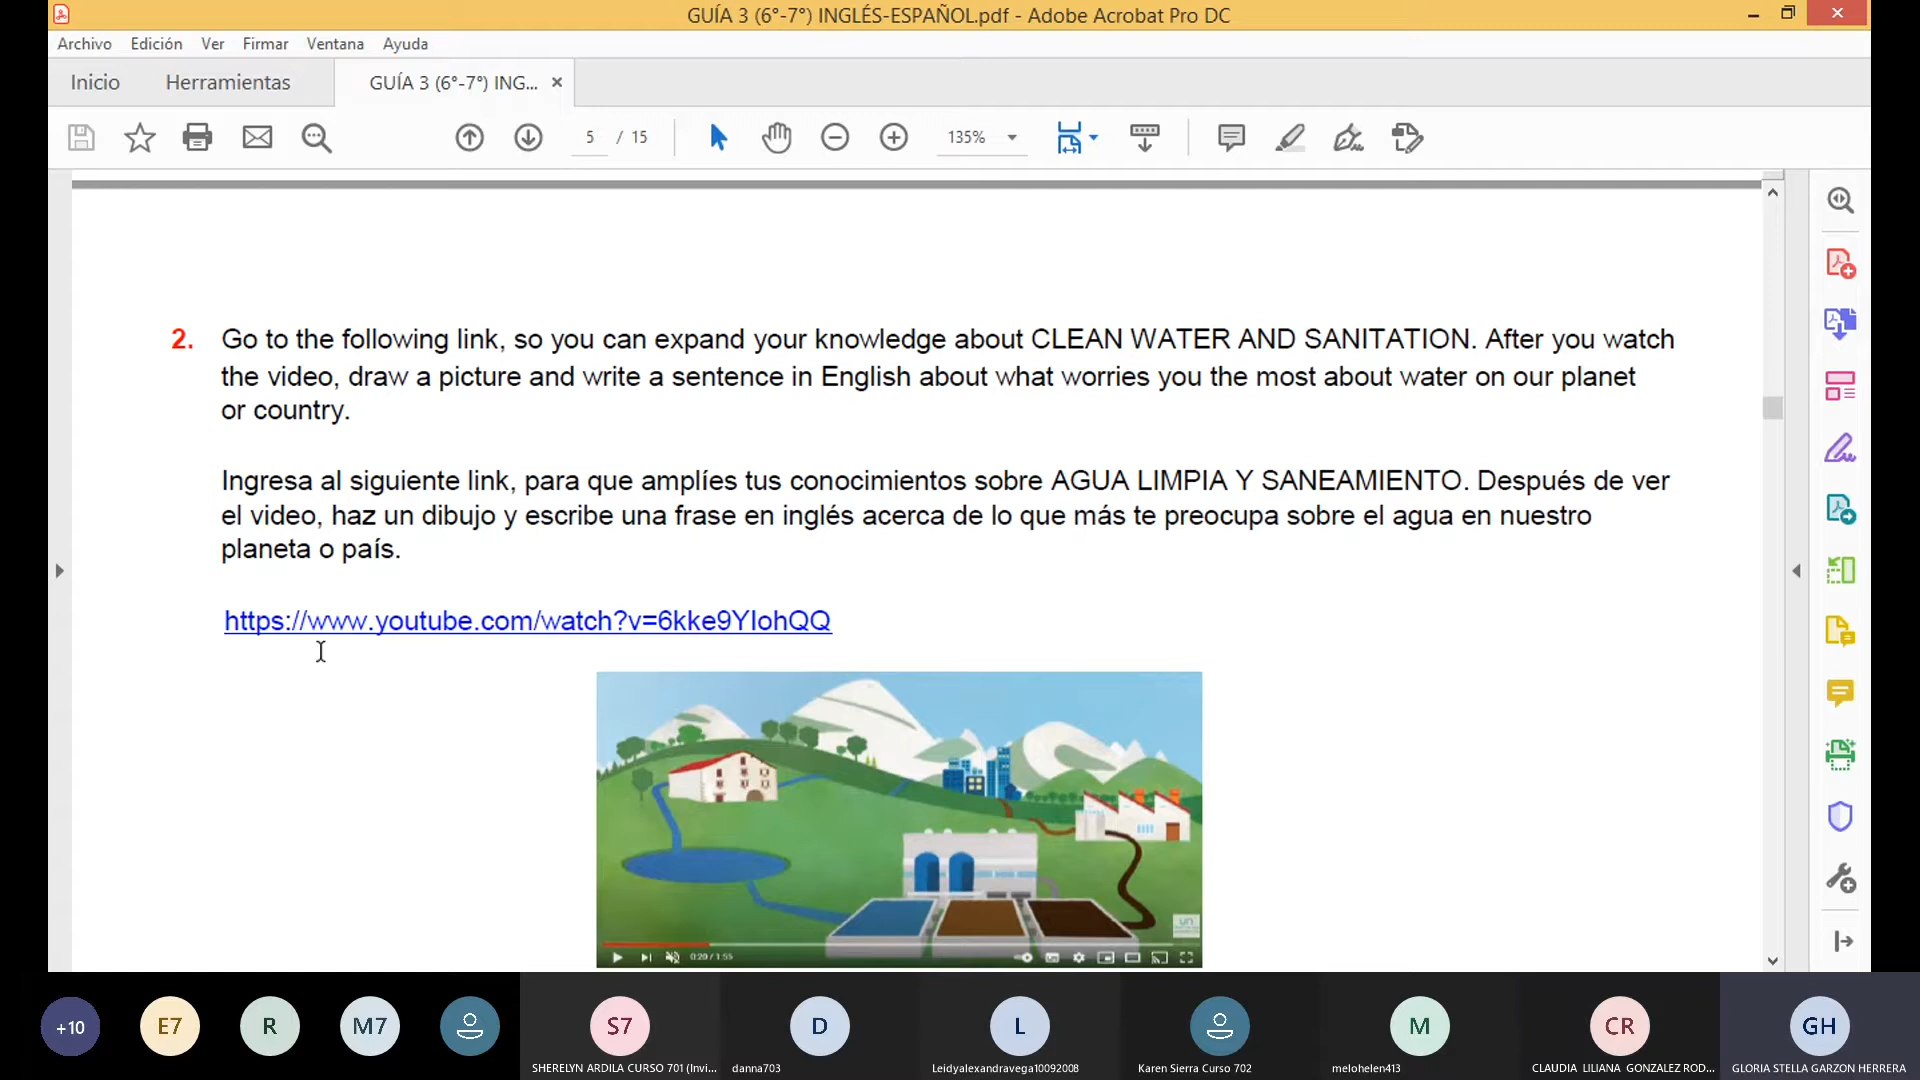 GUÍA 3 (6°-7°) INGLÉS-ESPAÑOL.pdf - Adobe Acrobat Pro DC
Archivo Edición Ver Firmar Ventana Ayuda
Inicio Herramientas GUÍA 3 (6°-7°) ING...
5 / 15 135%
2. Go to the following link, so you can expand your knowledge about CLEAN WATER AND SANITATION. After you watch
the video, draw a picture and write a sentence in English about what worries you the most about water on our planet
or country.
Ingresa al siguiente link, para que amplíes tus conocimientos sobre AGUA LIMPIA Y SANEAMIENTO. Después de ver
el video, haz un dibujo y escribe una frase en inglés acerca de lo que más te preocupa sobre el agua en nuestro
planeta o país.
https://www.youtube.com/watch?v=6kke9YIohQQ
0:20 / 1:55
+10 E7 R M7 S7 D L M CR GH
SHERELYN ARDILA CURSO 701 (Invi... danna703 Leidyalexandravega10092008 Karen Sierra Curso 702 melohelen413 CLAUDIA LILIANA GONZALEZ ROD... GLORIA STELLA GARZON HERRERA